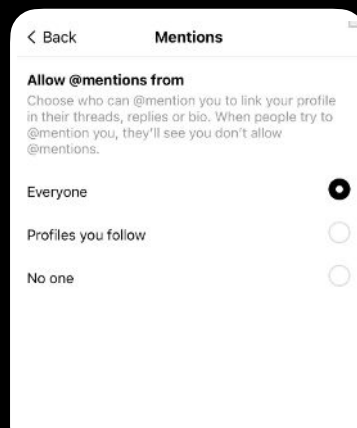 < Back Mentions
Allow @mentions from
Choose who can @mention you to link your profile
in their threads, replies or bio. When people try to
@mention you, they'll see you don't allow
@mentions.
Everyone
Profiles you follow
No one